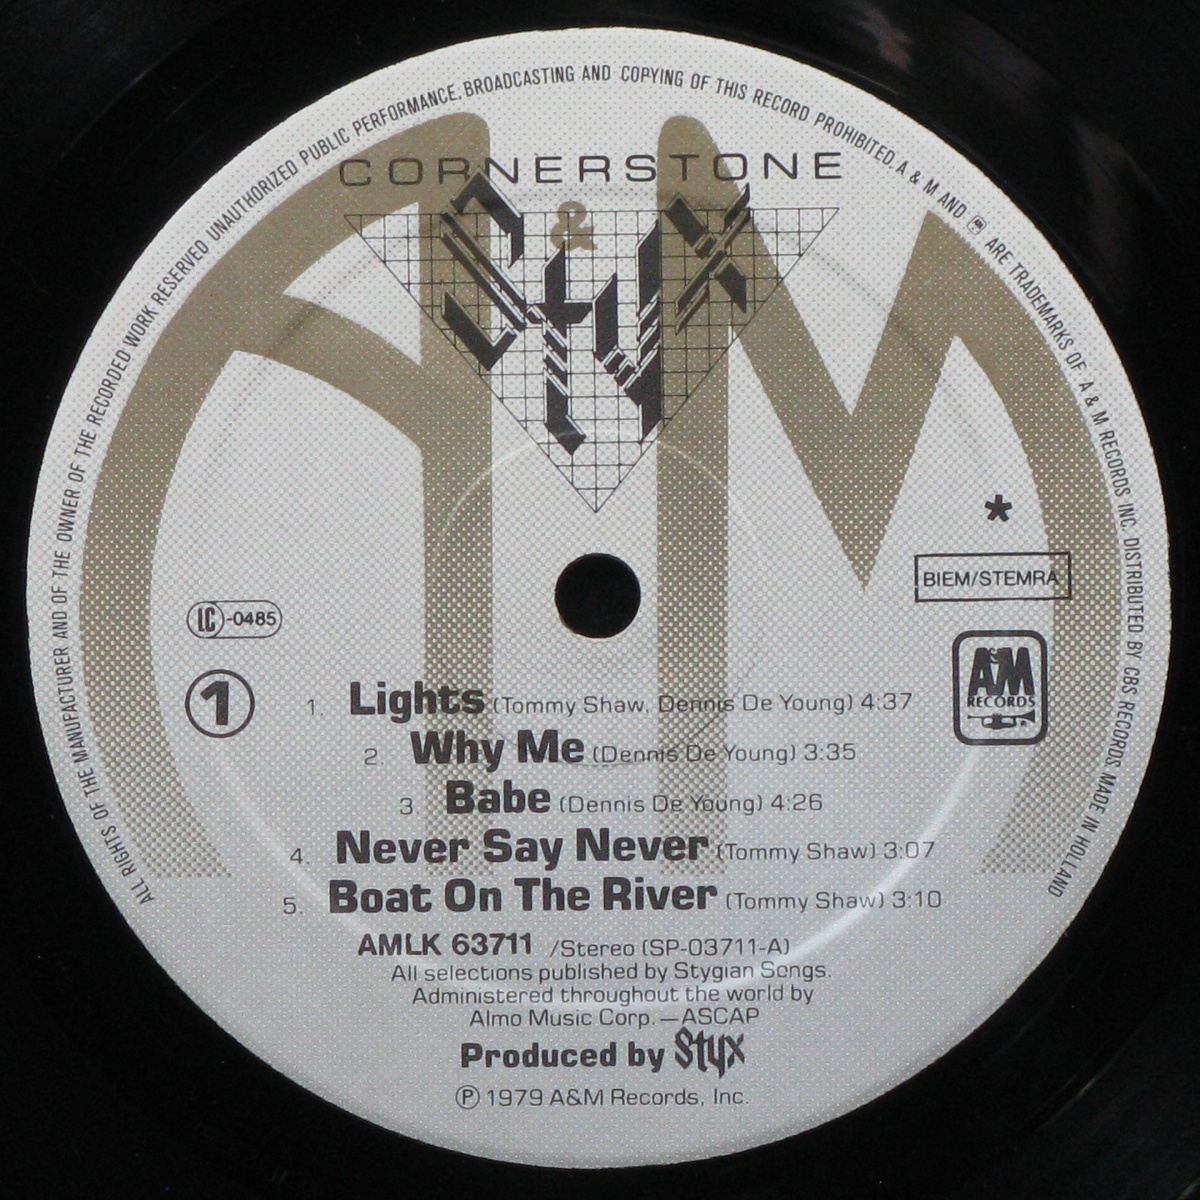 ALL RIGHTS OF THE MANUFACTURER AND OF THE OWNER OF THE RECORDED WORK RESERVED UNAUTHORIZED PUBLIC PERFORMANCE, BROADCASTING AND COPYING OF THIS RECORD PROHIBITED. A & M AND A&M ARE TRADEMARKS OF A & M RECORDS INC. DISTRIBUTED BY CBS RECORDS MADE IN HOLLAND
CORNERSTONE
&
Styx
AM
*
BIEM/STEMRA
LC-0485
A&M
RECORDS
1
1. Lights (Tommy Shaw, Dennis De Young) 4:37
2. Why Me (Dennis De Young) 3:35
3. Babe (Dennis De Young) 4:26
4. Never Say Never (Tommy Shaw) 3:07
5. Boat On The River (Tommy Shaw) 3:10
AMLK 63711 /Stereo (SP-03711-A)
All selections published by Stygian Songs.
Administered throughout the world by
Almo Music Corp.—ASCAP
Produced by Styx
℗ 1979 A&M Records, Inc.